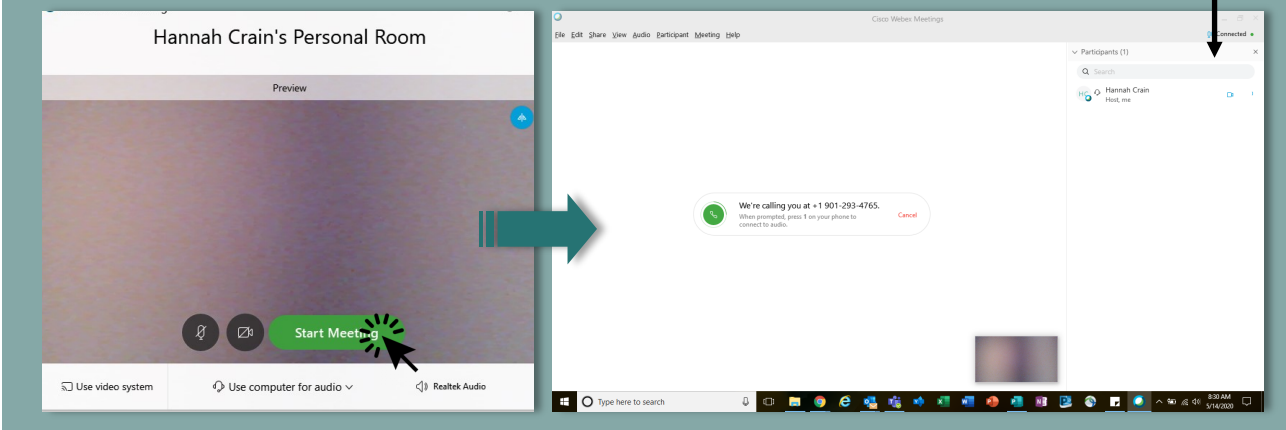 Hannah Crain's Personal Room
Preview
Start Meeting
Use video system
Use computer for audio
Realtek Audio
Cisco Webex Meetings
File Edit Share View Audio Participant Meeting Help
Connected
Participants (1)
Search
HC
Hannah Crain
Host, me
We're calling you at +1 901-293-4765.
When prompted, press 1 on your phone to
connect to audio.
Cancel
Type here to search
8:30 AM
5/14/2020